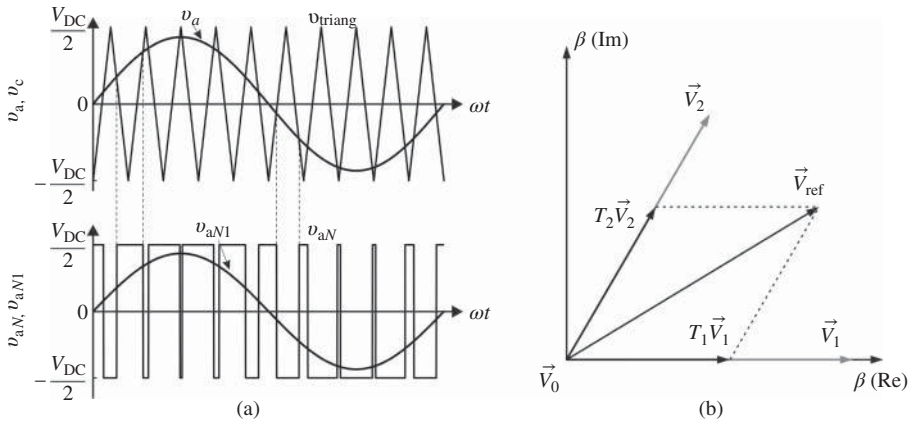 V_DC
2
υ_a
υ_triang
υ_a, υ_c
0
ωt
− V_DC
2
V_DC
2
υ_aN1
υ_aN
υ_aN, υ_aN1
0
ωt
− V_DC
2
(a)
β (Im)
V⃗_2
V⃗_ref
T_2V⃗_2
T_1V⃗_1
V⃗_1
V⃗_0
β (Re)
(b)